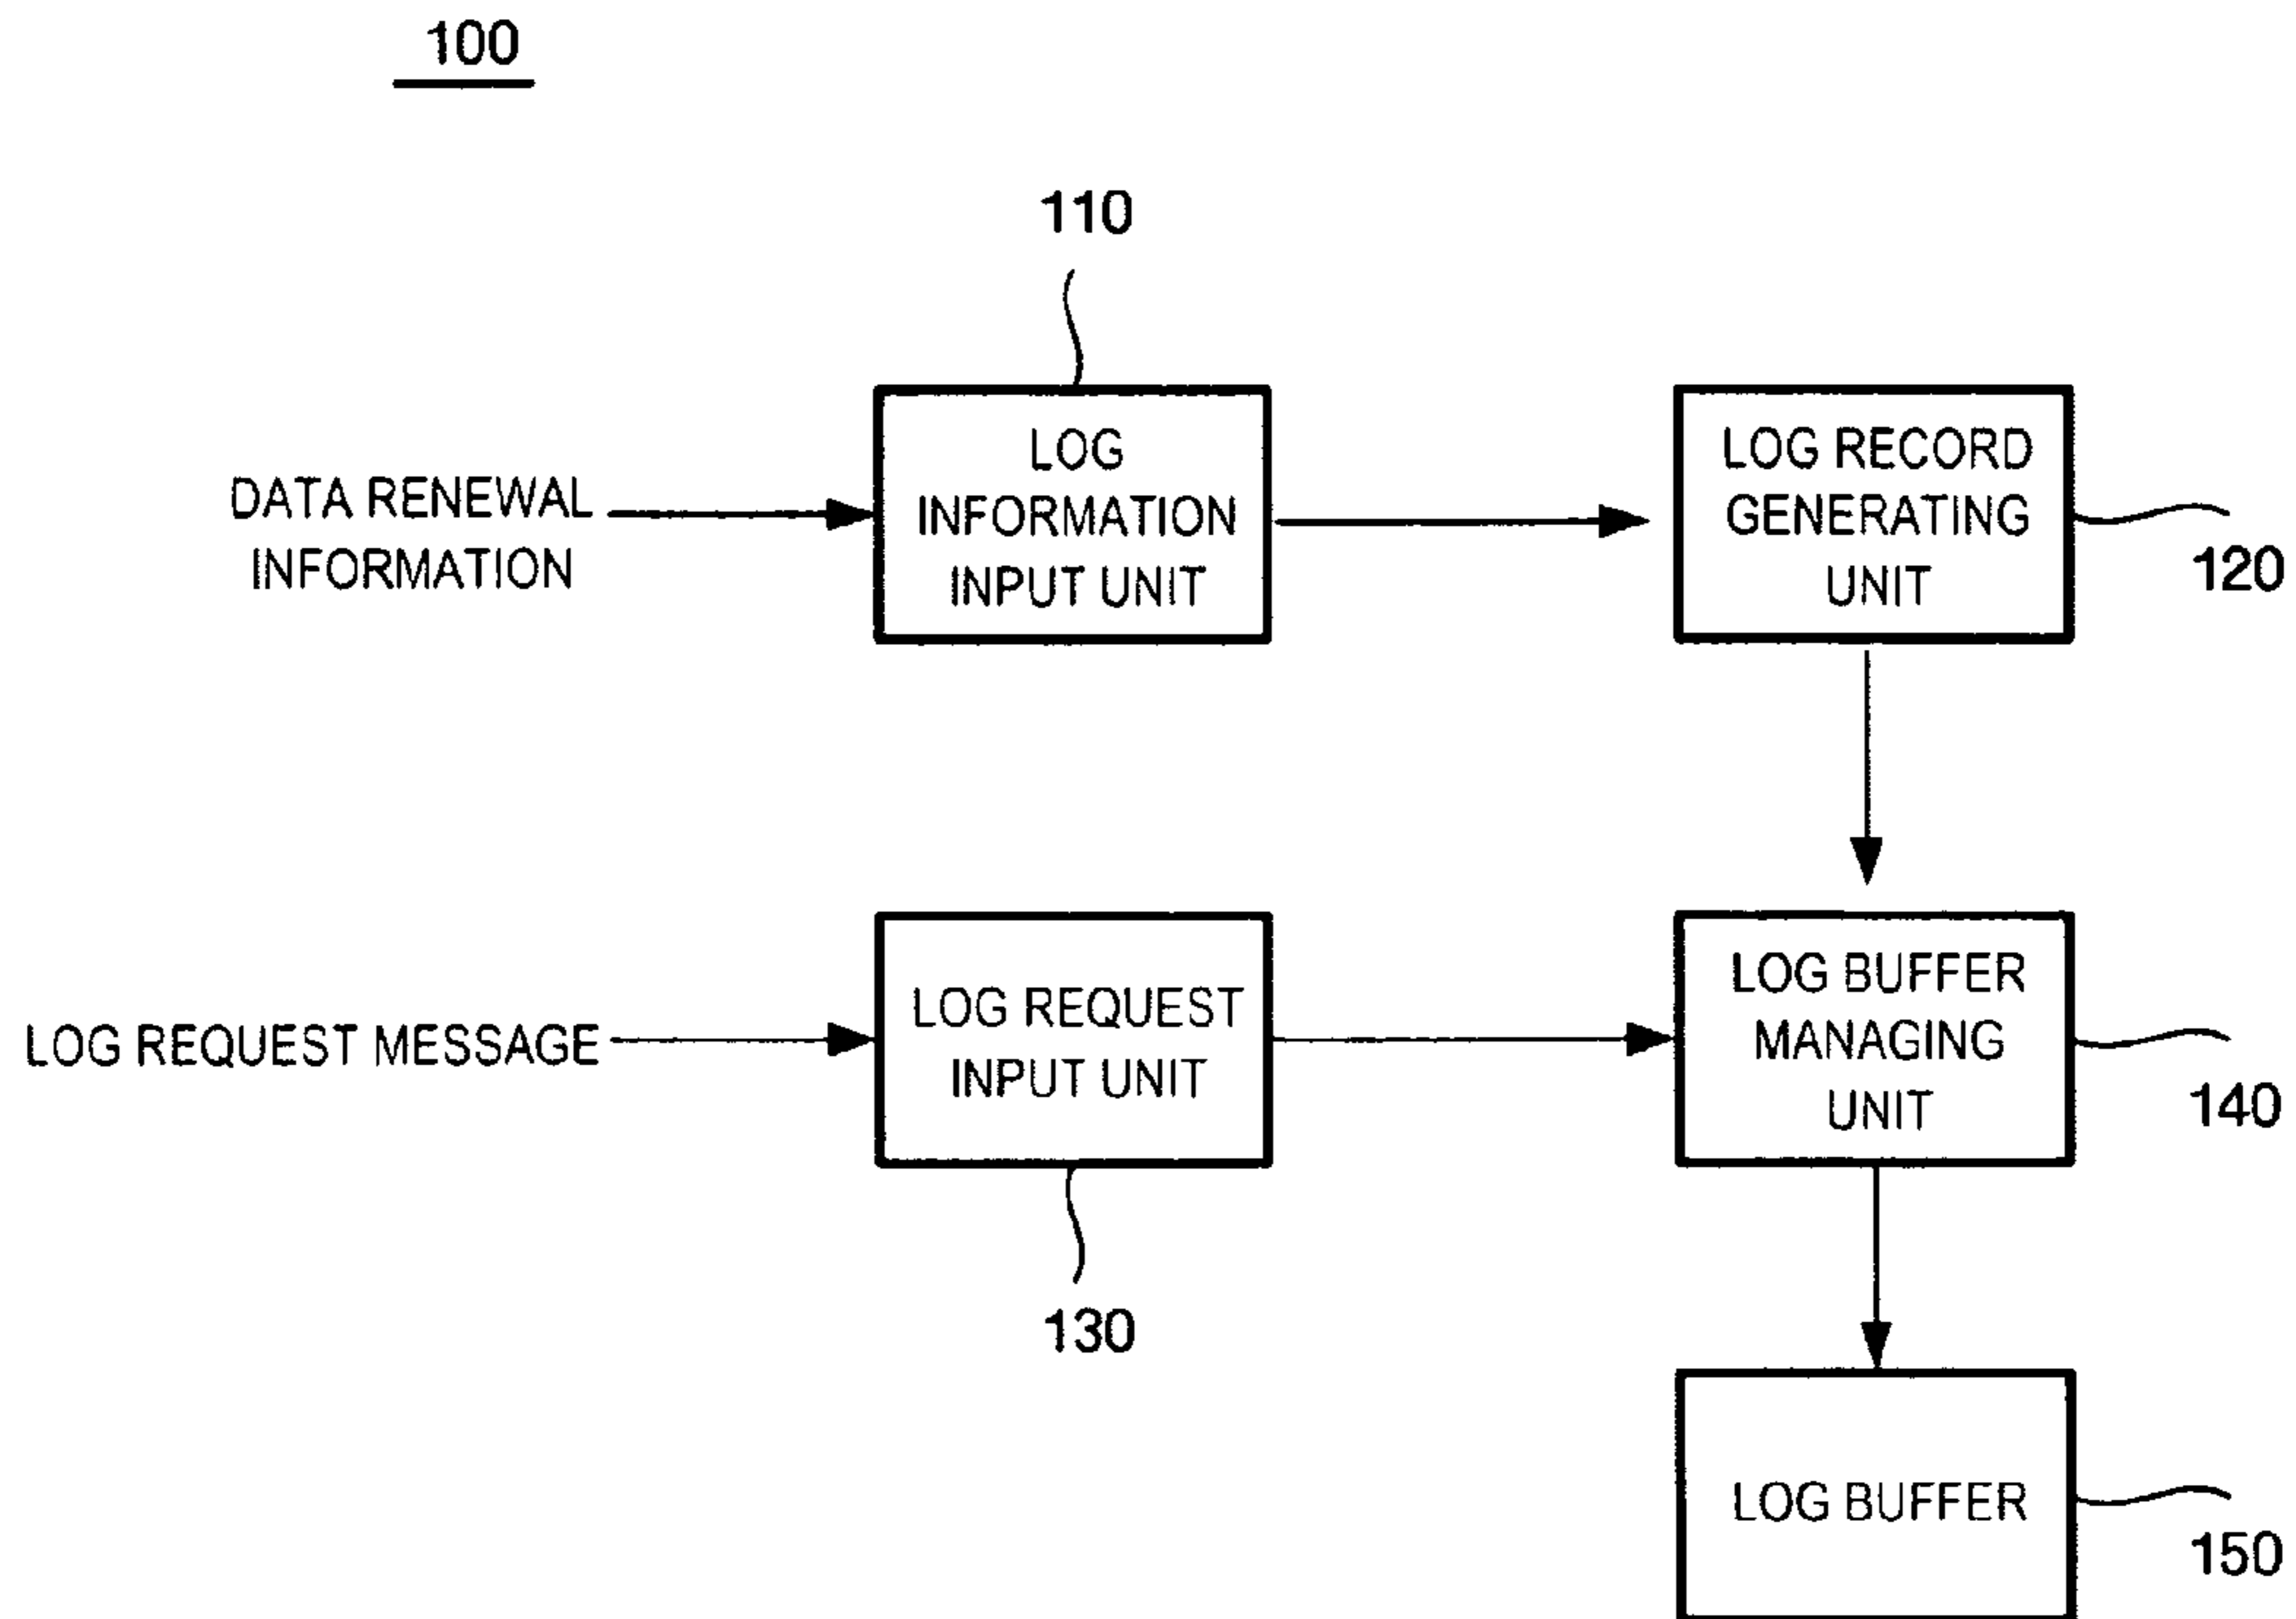 100
110
DATA RENEWAL
INFORMATION
LOG
INFORMATION
INPUT UNIT
LOG RECORD
GENERATING
UNIT
120
LOG REQUEST MESSAGE
LOG REQUEST
INPUT UNIT
130
LOG BUFFER
MANAGING
UNIT
140
LOG BUFFER
150